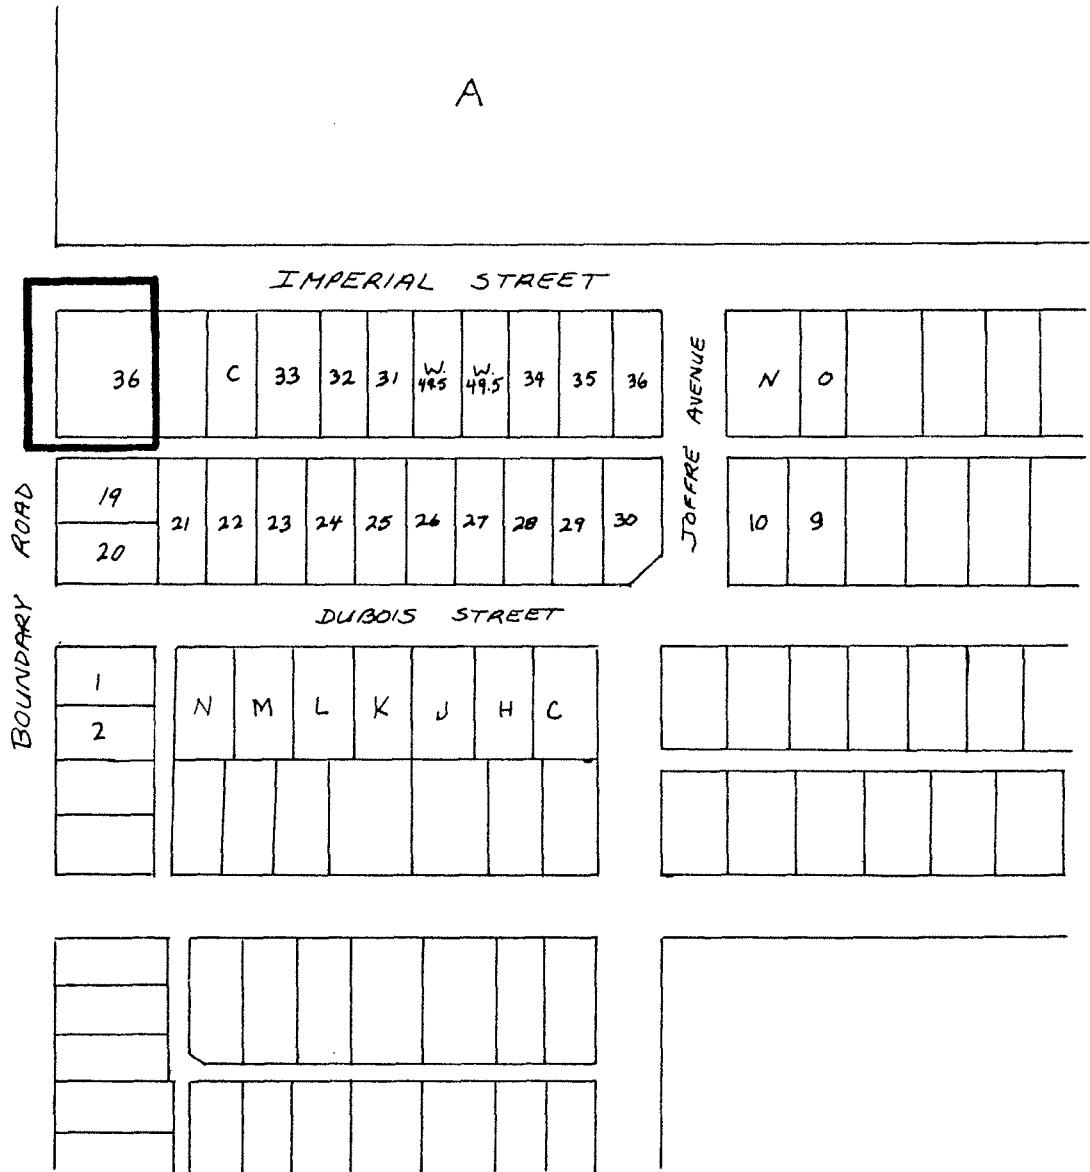 A
IMPERIAL STREET
36 C 33 32 31 W. 49.5 W. 49.5 34 35 36 N O
JOFFRE AVENUE
19
20
21 22 23 24 25 26 27 28 29 30 10 9
BOUNDARY ROAD
DUBOIS STREET
1
2
N M L K J H C